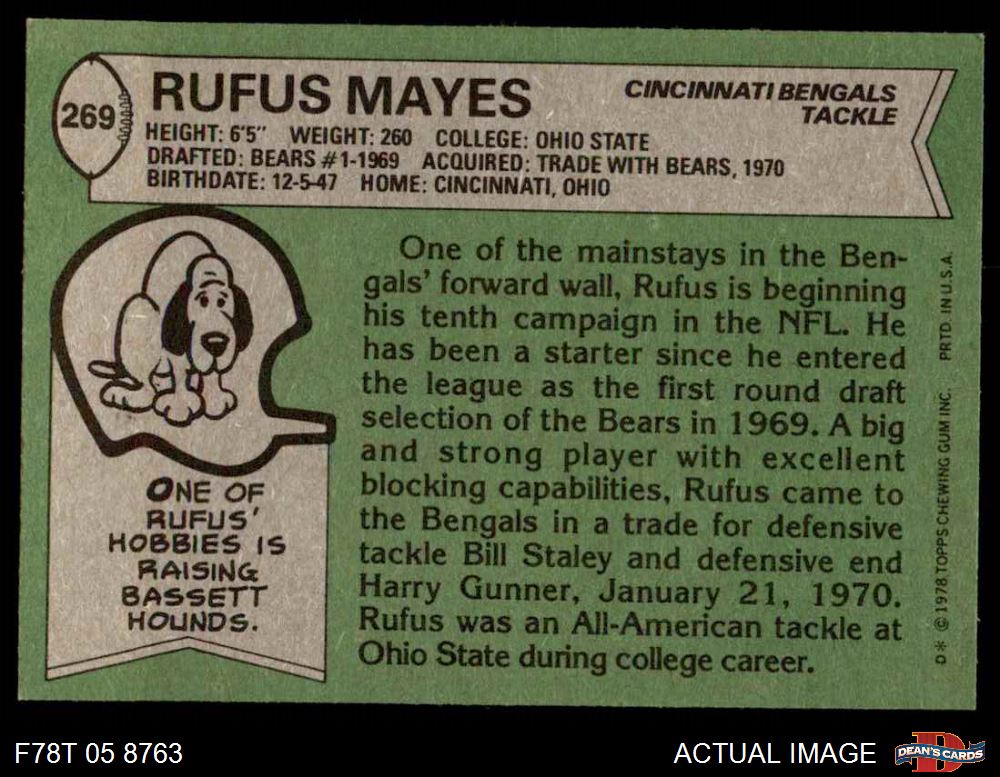 269
RUFUS MAYES
CINCINNATI BENGALS
TACKLE
HEIGHT: 6'5" WEIGHT: 260 COLLEGE: OHIO STATE
DRAFTED: BEARS #1-1969 ACQUIRED: TRADE WITH BEARS, 1970
BIRTHDATE: 12-5-47 HOME: CINCINNATI, OHIO
ONE OF
RUFUS'
HOBBIES IS
RAISING
BASSETT
HOUNDS.
One of the mainstays in the Ben-
gals' forward wall, Rufus is beginning
his tenth campaign in the NFL. He
has been a starter since he entered
the league as the first round draft
selection of the Bears in 1969. A big
and strong player with excellent
blocking capabilities, Rufus came to
the Bengals in a trade for defensive
tackle Bill Staley and defensive end
Harry Gunner, January 21, 1970.
Rufus was an All-American tackle at
Ohio State during college career.
D* © 1978 TOPPS CHEWING GUM INC. PRTD. IN U.S.A.
F78T 05 8763
ACTUAL IMAGE
D
DEAN'S CARDS